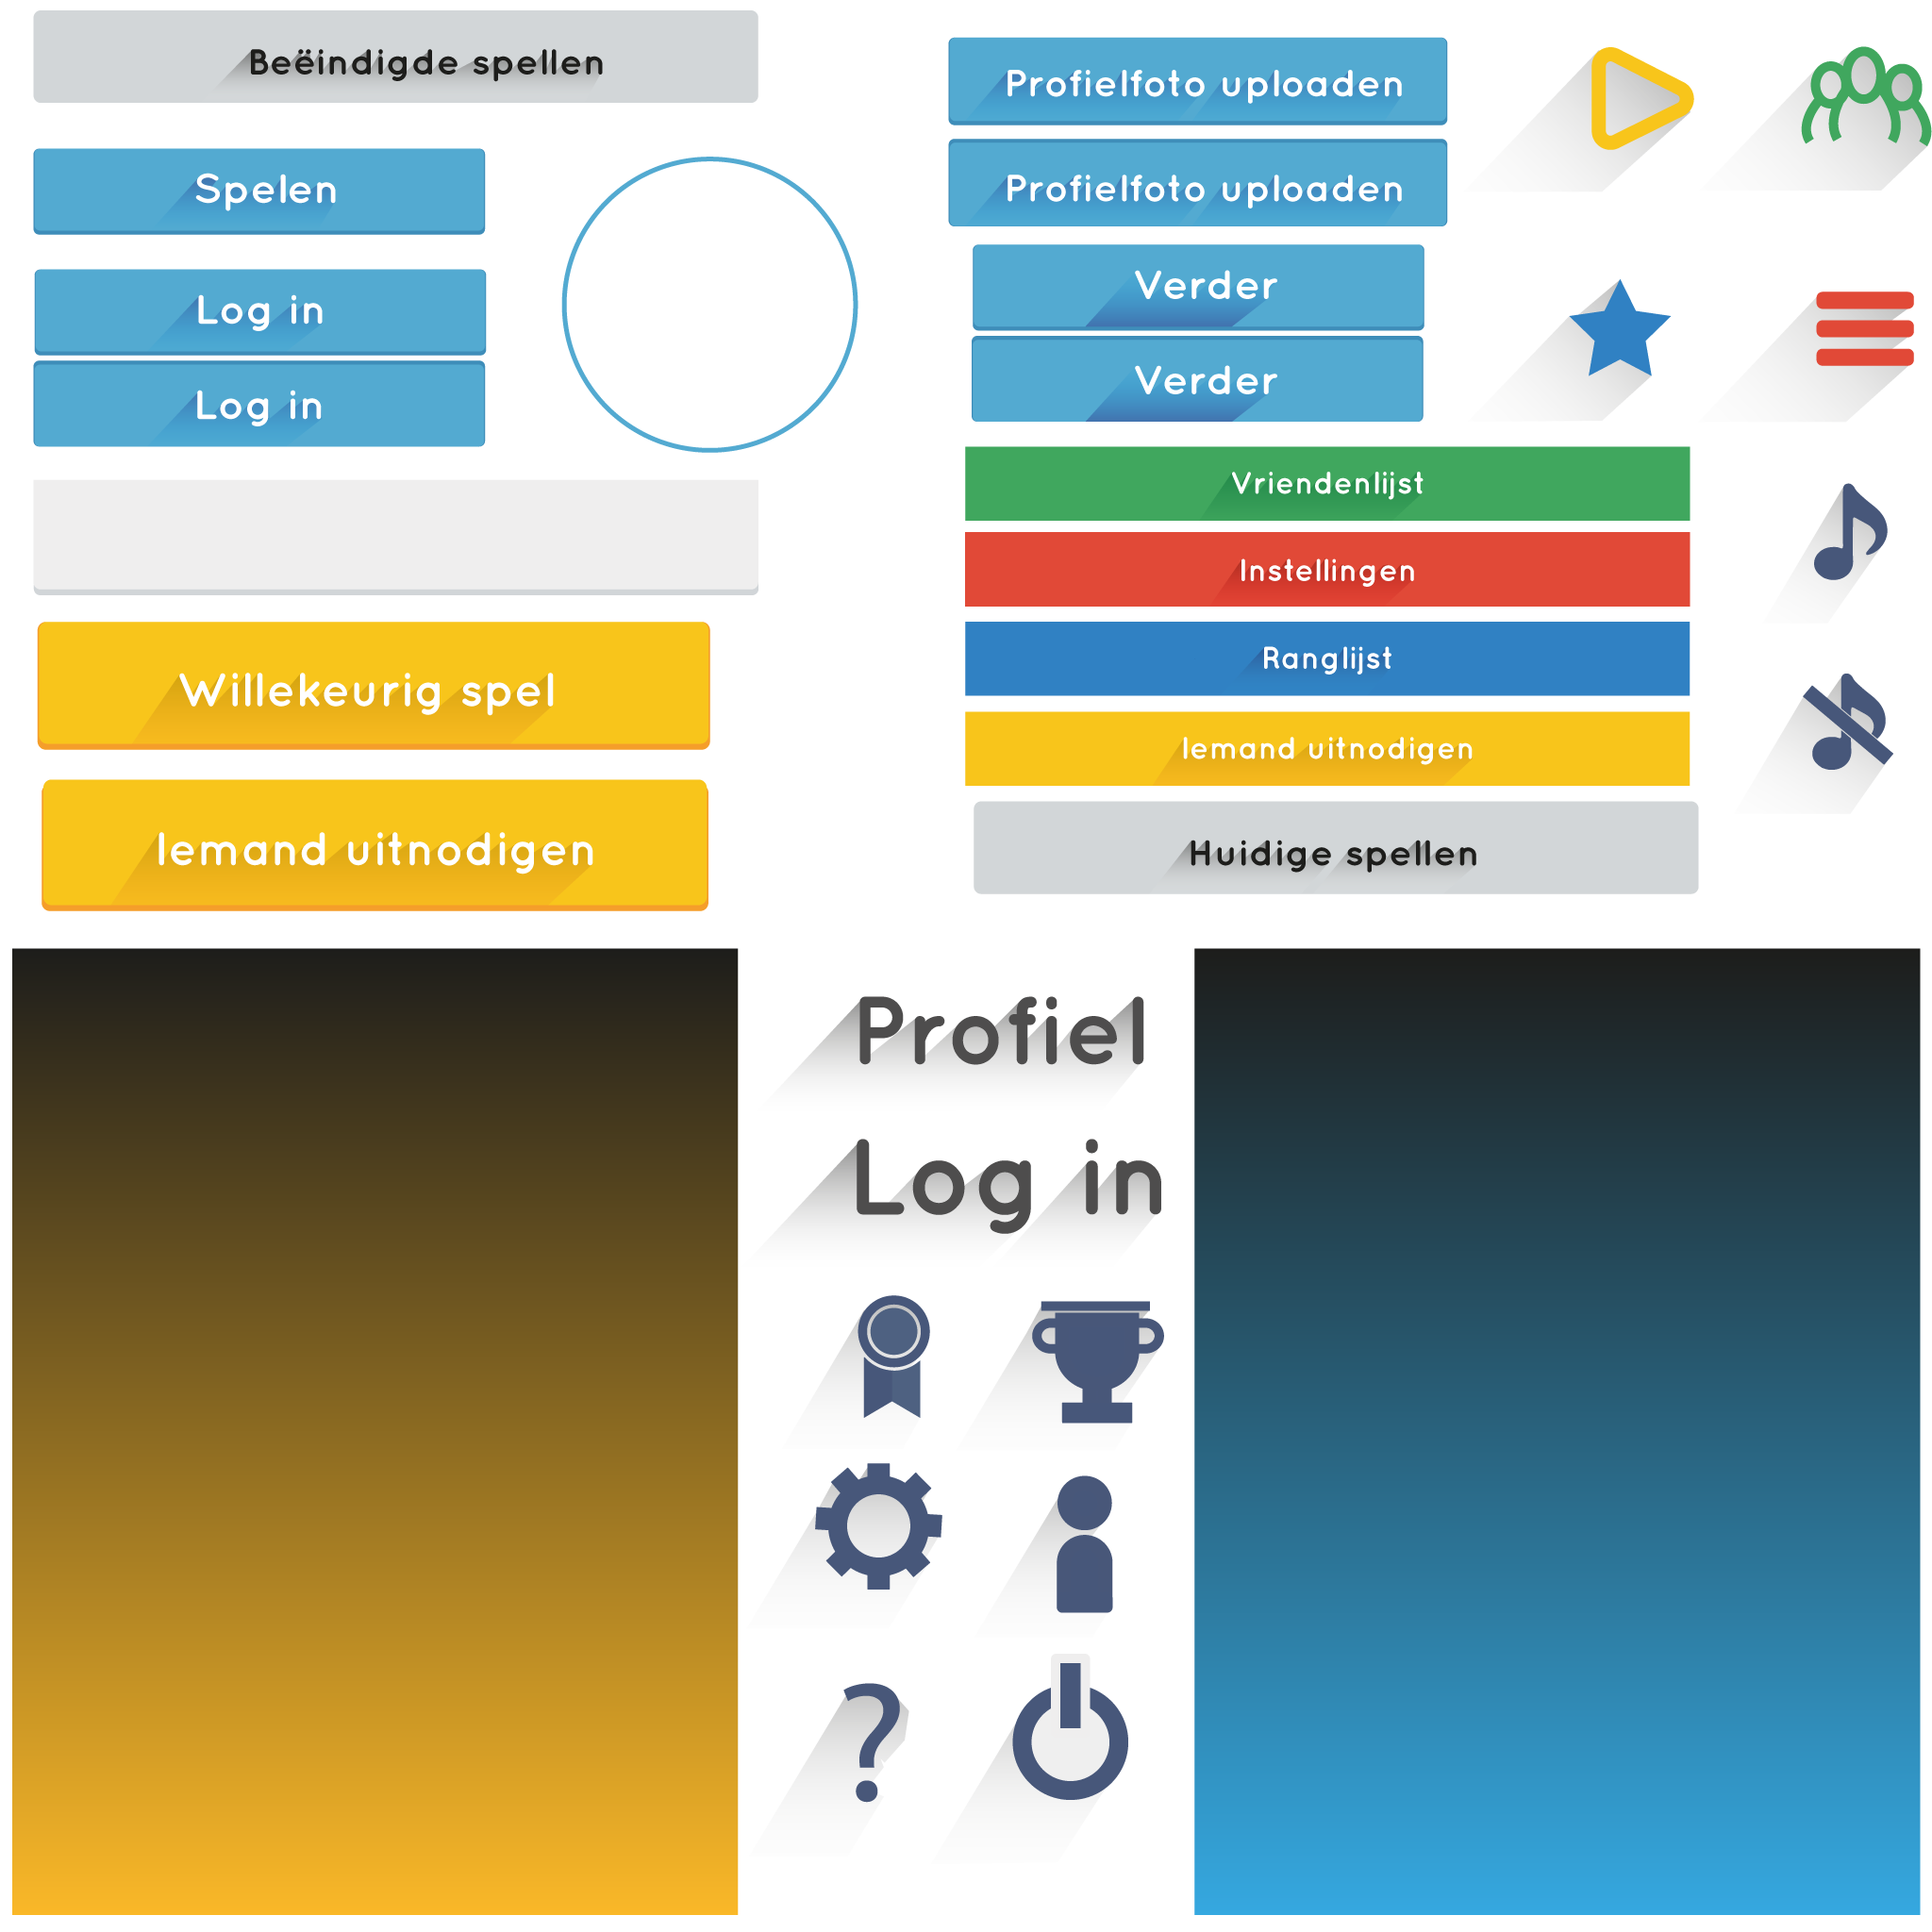 Beëindigde spellen
Spelen
Log in
Log in
Willekeurig spel
Iemand uitnodigen
Profielfoto uploaden
Profielfoto uploaden
Verder
Verder
Vriendenlijst
Instellingen
Ranglijst
Iemand uitnodigen
Huidige spellen
Profiel
Log in
?